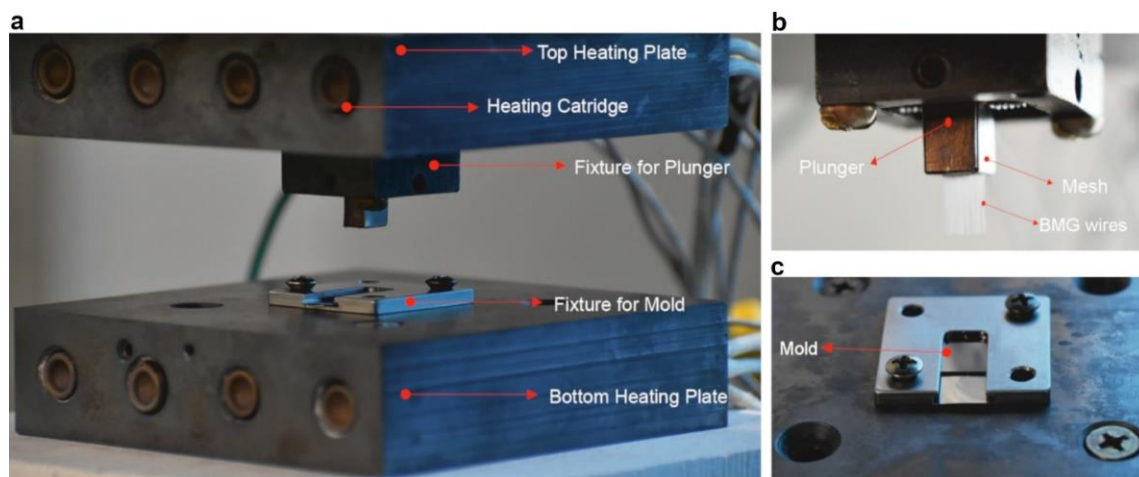 a
Top Heating Plate
Heating Catridge
Fixture for Plunger
Fixture for Mold
Bottom Heating Plate
b
Plunger
Mesh
BMG wires
c
Mold